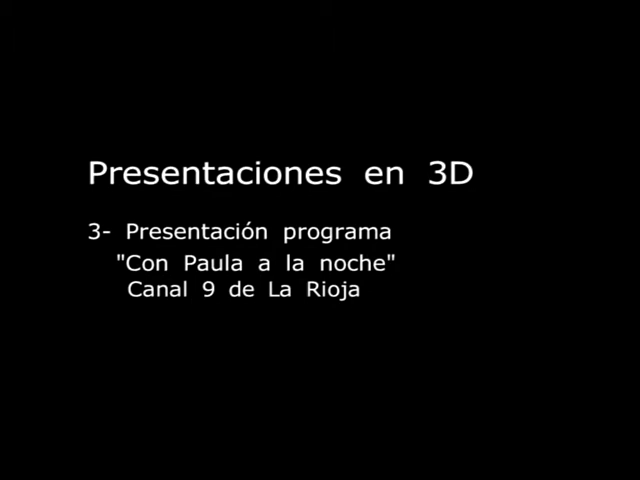 Presentaciones en 3D
3- Presentación programa
"Con Paula a la noche"
Canal 9 de La Rioja